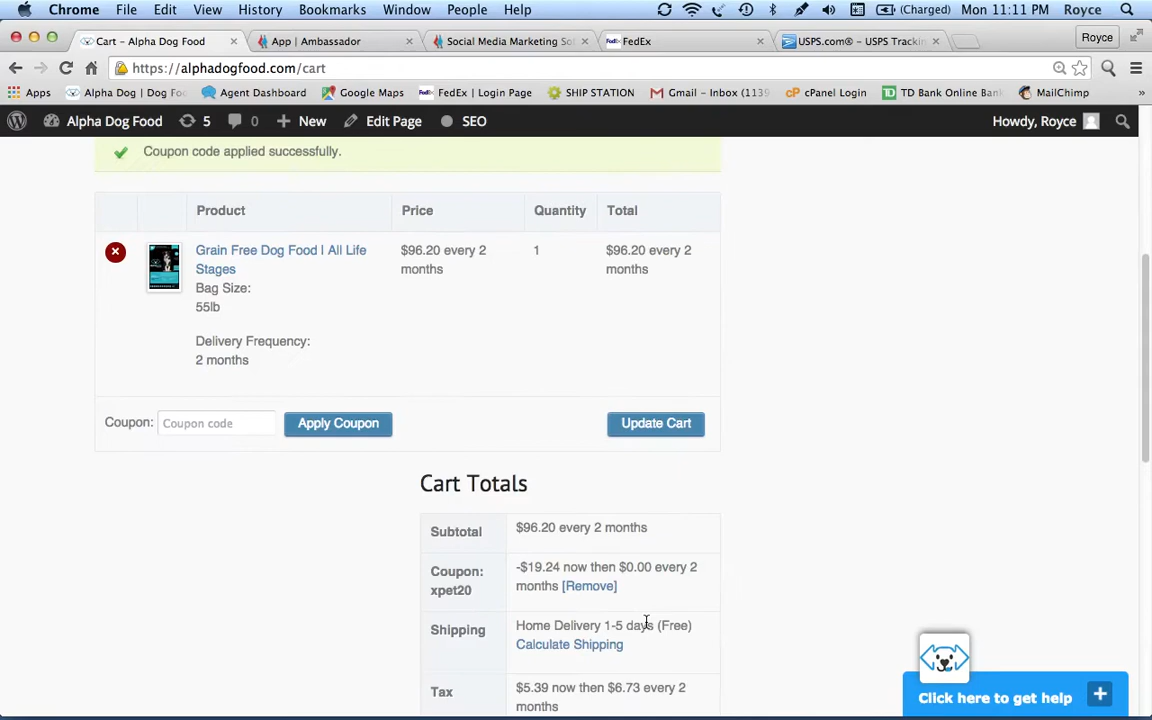 Chrome File Edit View History Bookmarks Window People Help (Charged) Mon 11:11 PM Royce
Cart – Alpha Dog Food App | Ambassador Social Media Marketing So FedEx USPS.com® – USPS Trackin Royce
https://alphadogfood.com/cart
Apps Alpha Dog | Dog Fo Agent Dashboard Google Maps FedEx | Login Page SHIP STATION Gmail – Inbox (1139 cPanel Login TD Bank Online Ban MailChimp »
Alpha Dog Food 5 0 New Edit Page SEO Howdy, Royce
Coupon code applied successfully.
Product Price Quantity Total
Grain Free Dog Food | All Life $96.20 every 2 1 $96.20 every 2
Stages months months
Bag Size:
55lb
Delivery Frequency:
2 months
Coupon: Coupon code Apply Coupon Update Cart
Cart Totals
Subtotal $96.20 every 2 months
Coupon: -$19.24 now then $0.00 every 2
xpet20 months [Remove]
Shipping Home Delivery 1-5 days (Free)
Calculate Shipping
Tax $5.39 now then $6.73 every 2
months
Click here to get help